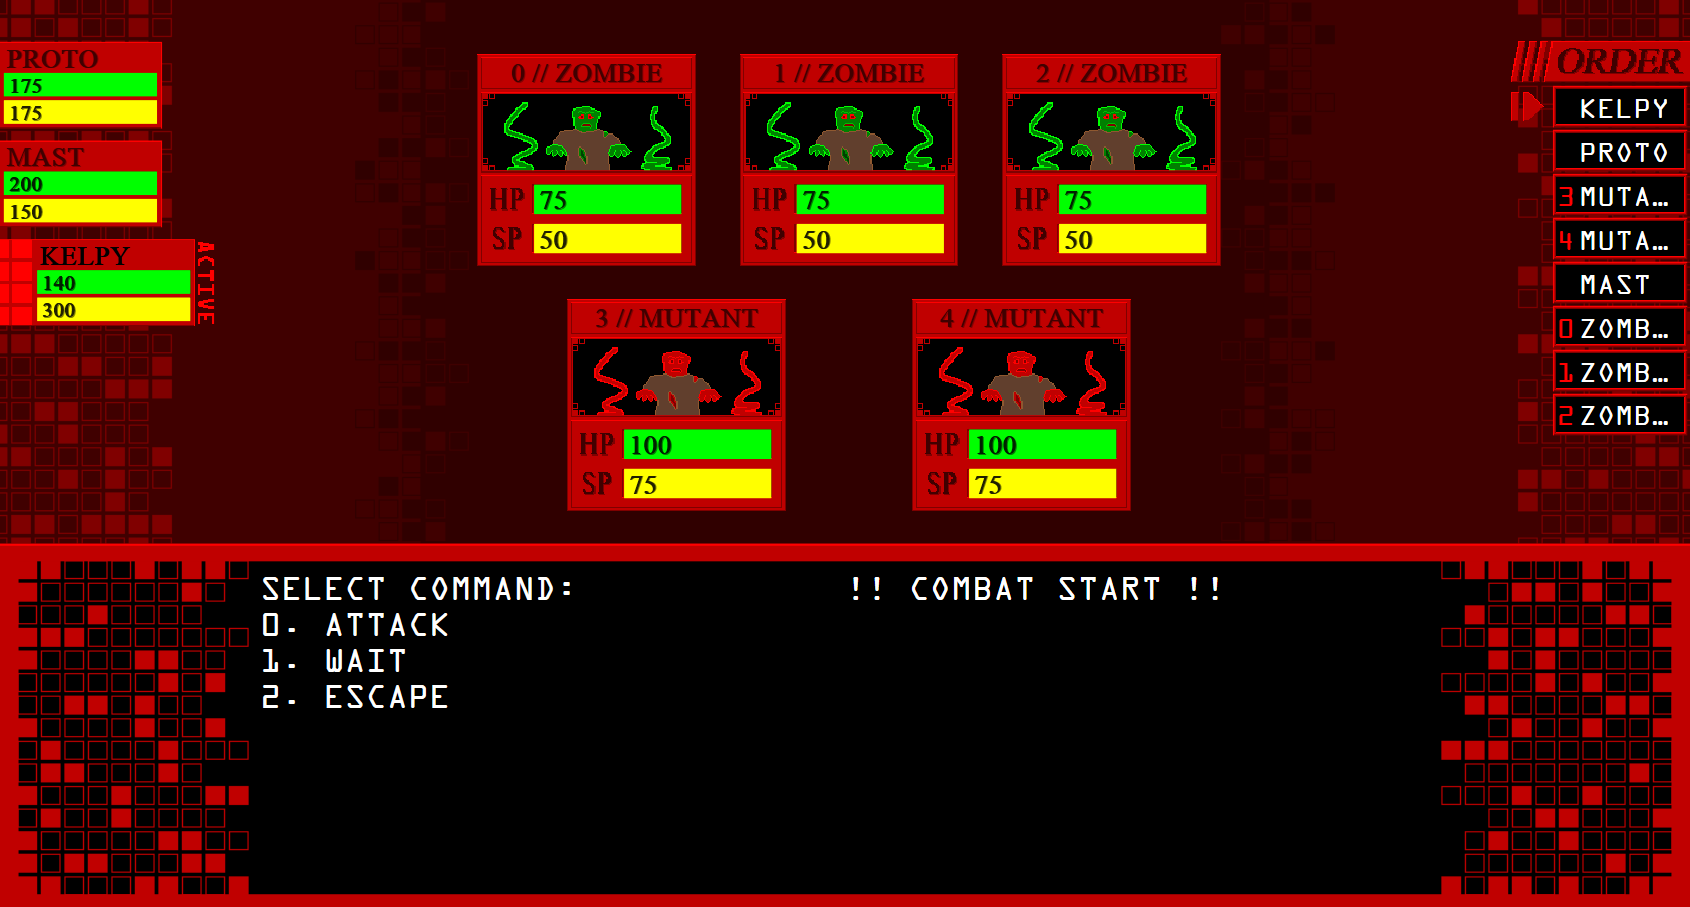 PROTO
175
175
MAST
200
150
KELPY
140
300
ACTIVE
0 // ZOMBIE
HP 75
SP 50
1 // ZOMBIE
HP 75
SP 50
2 // ZOMBIE
HP 75
SP 50
3 // MUTANT
HP 100
SP 75
4 // MUTANT
HP 100
SP 75
ORDER
KELPY
PROTO
3 MUTA…
4 MUTA…
MAST
0 ZOMB…
1 ZOMB…
2 ZOMB…
SELECT COMMAND:
0. ATTACK
1. WAIT
2. ESCAPE
!! COMBAT START !!